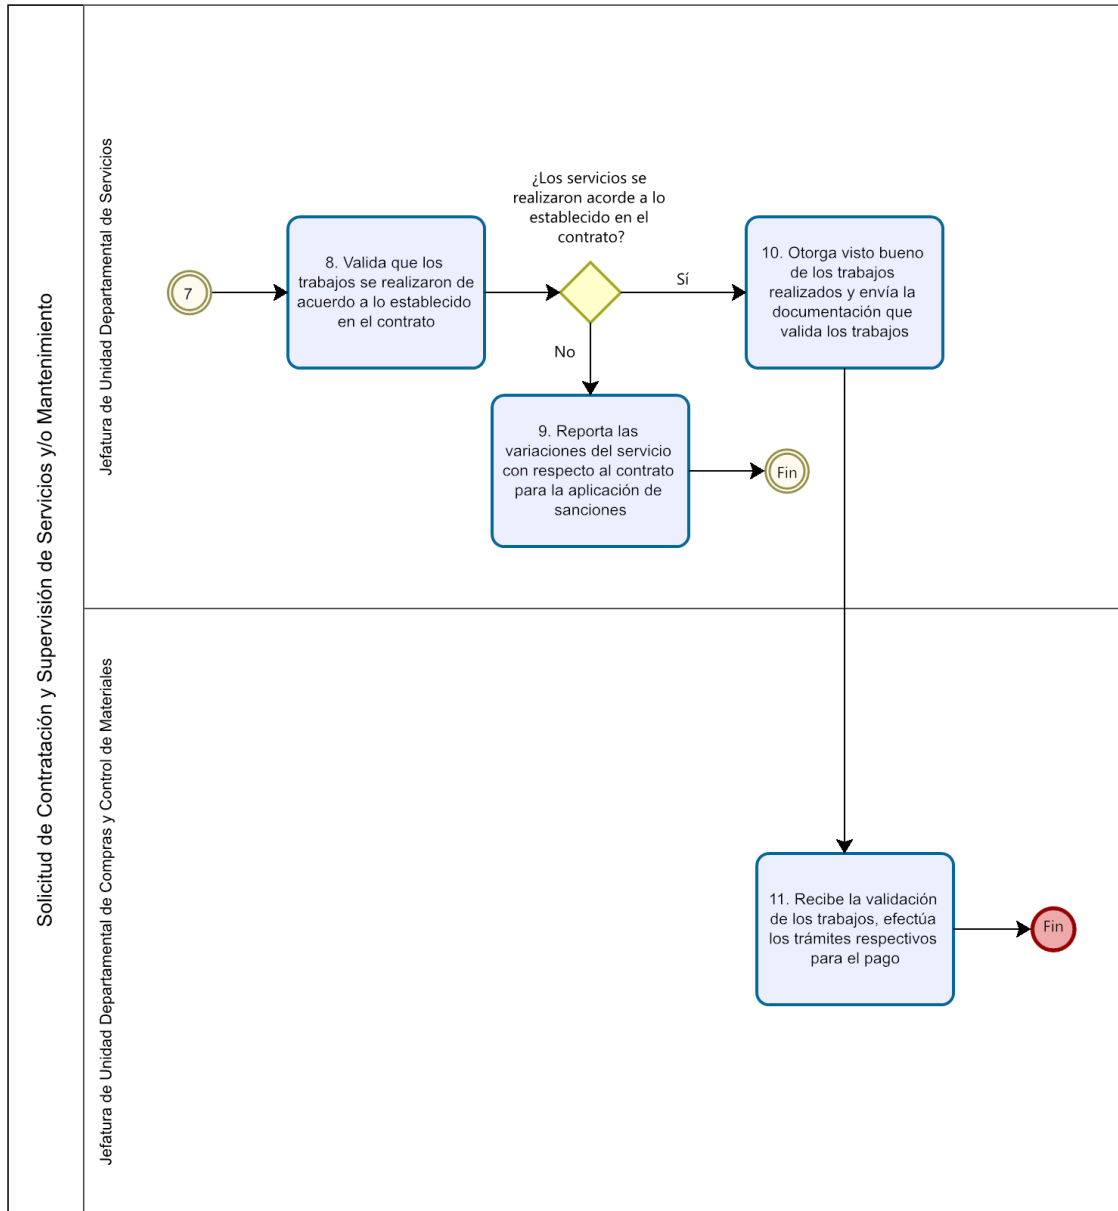 Solicitud de Contratación y Supervisión de Servicios y/o Mantenimiento
Jefatura de Unidad Departamental de Servicios
7
8. Valida que los
trabajos se realizaron de
acuerdo a lo establecido
en el contrato
¿Los servicios se
realizaron acorde a lo
establecido en el
contrato?
Sí
No
10. Otorga visto bueno
de los trabajos
realizados y envía la
documentación que
valida los trabajos
9. Reporta las
variaciones del servicio
con respecto al contrato
para la aplicación de
sanciones
Fin
Jefatura de Unidad Departamental de Compras y Control de Materiales
11. Recibe la validación
de los trabajos, efectúa
los trámites respectivos
para el pago
Fin